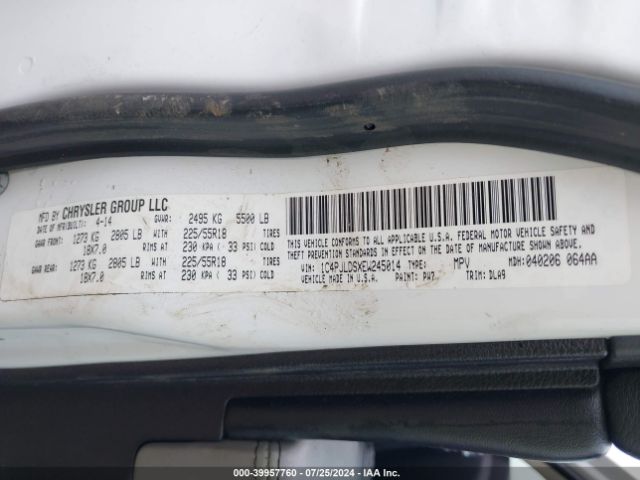 MFD BY CHRYSLER GROUP LLC
DATE OF MFR/BUILT: 4-14 GVWR: 2495 KG 5500 LB
GAWR FRONT: 1273 KG 2805 LB WITH 225/55R18 TIRES
18X7.0 RIMS AT 230 KPA ( 33 PSI) COLD
GAWR REAR: 1273 KG 2805 LB WITH 225/55R18 TIRES
18X7.0 RIMS AT 230 KPA ( 33 PSI) COLD
THIS VEHICLE CONFORMS TO ALL APPLICABLE U.S.A. FEDERAL MOTOR VEHICLE SAFETY AND
THEFT PREVENTION STANDARDS IN EFFECT ON THE DATE OF MANUFACTURE SHOWN ABOVE.
VIN: 1C4PJLDSXEW245014 TYPE: MPV MDH: 040206 064AA
VEHICLE MADE IN U.S.A. PAINT: PW7 TRIM: DLA9
000-39957760 - 07/25/2024 - IAA Inc.